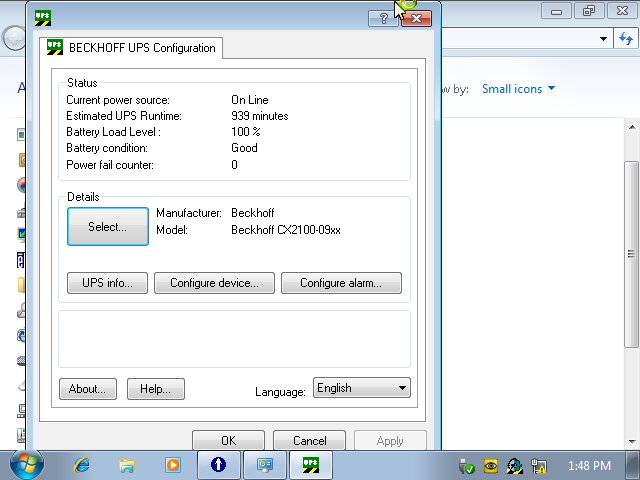 UPS
?
UPS BECKHOFF UPS Configuration
Status
Current power source: On Line
Estimated UPS Runtime: 939 minutes
Battery Load Level : 100 %
Battery condition: Good
Power fail counter: 0
Details
Select... Manufacturer: Beckhoff
Model: Beckhoff CX2100-09xx
UPS info... Configure device... Configure alarm...
About... Help... Language: English
OK Cancel Apply
w by: Small icons
UPS
1:48 PM